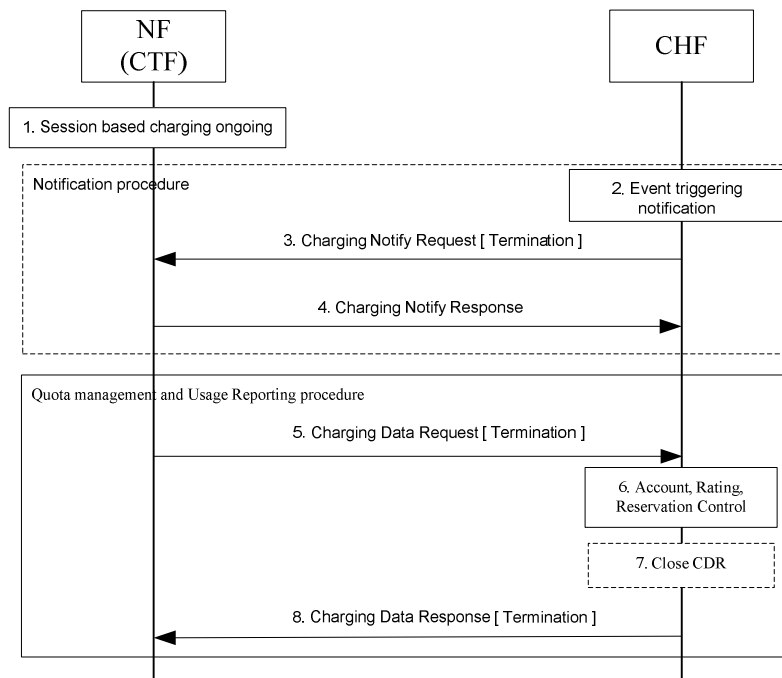 NF
(CTF)
CHF
1. Session based charging ongoing
Notification procedure
2. Event triggering
notification
3. Charging Notify Request [ Termination ]
4. Charging Notify Response
Quota management and Usage Reporting procedure
5. Charging Data Request [ Termination ]
6. Account, Rating,
Reservation Control
7. Close CDR
8. Charging Data Response [ Termination ]